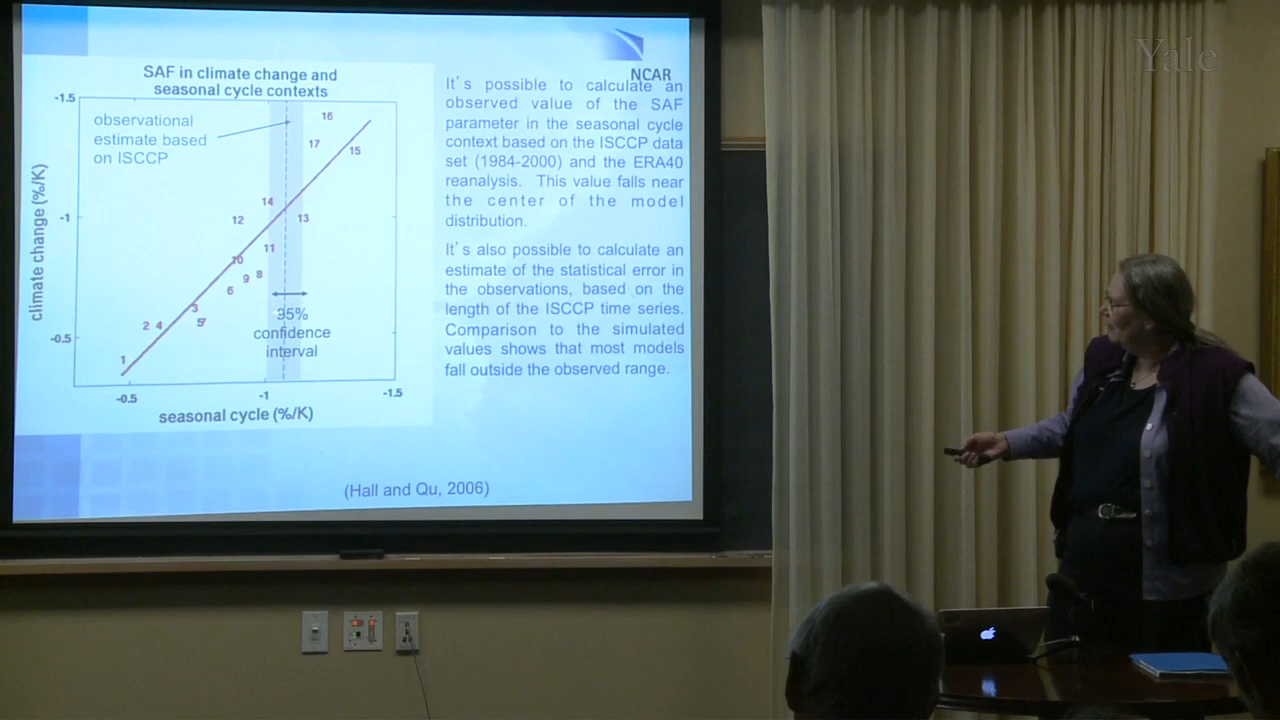 Yale
NCAR
SAF in climate change and
seasonal cycle contexts
-1.5
observational
estimate based
on ISCCP
16
17
15
14
12
13
-1
11
10
9 8
6
3
2 4
5
7
1
-0.5
95%
confidence
interval
climate change (%/K)
-0.5
-1
-1.5
seasonal cycle (%/K)
It's possible to calculate an
observed value of the SAF
parameter in the seasonal cycle
context based on the ISCCP data
set (1984-2000) and the ERA40
reanalysis. This value falls near
the center of the model
distribution.
It's also possible to calculate an
estimate of the statistical error in
the observations, based on the
length of the ISCCP time series.
Comparison to the simulated
values shows that most models
fall outside the observed range.
(Hall and Qu, 2006)